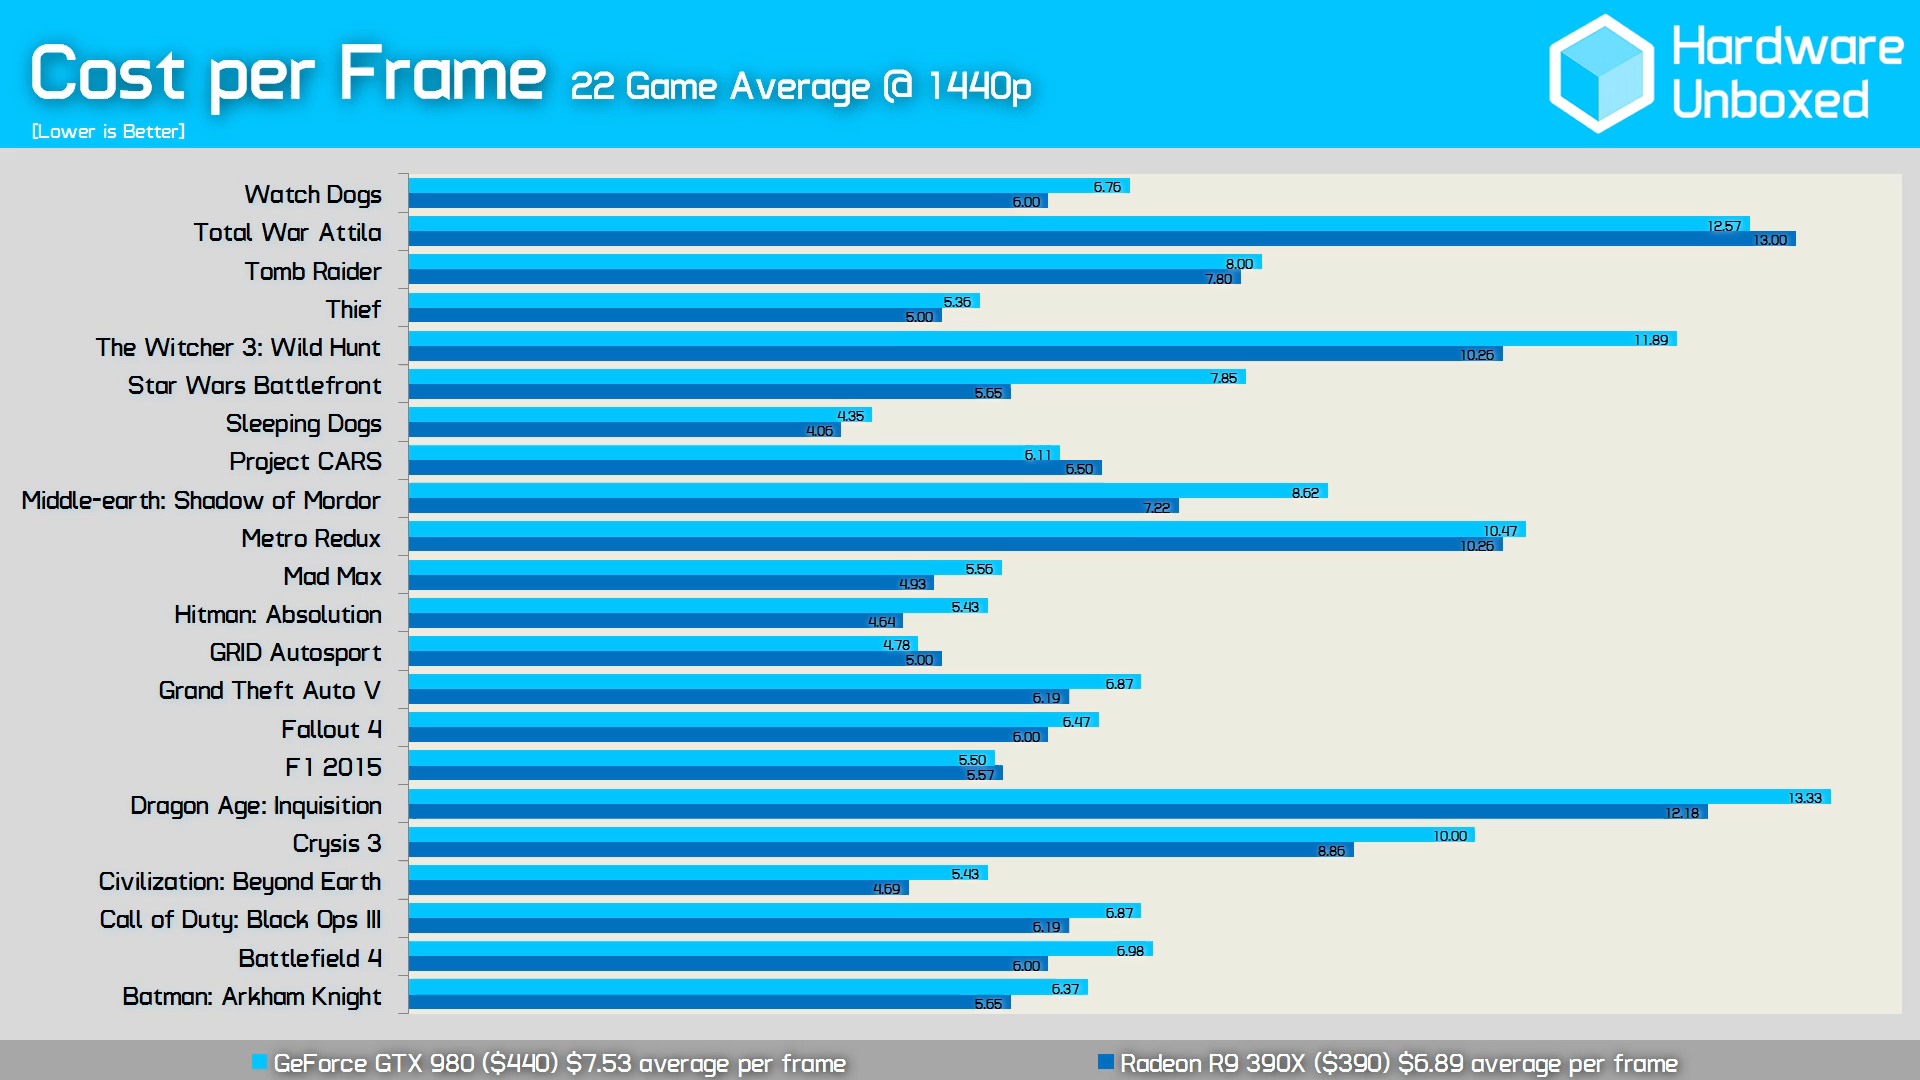 Cost per Frame 22 Game Average @ 1440p
[Lower is Better]
Hardware
Unboxed
Watch Dogs
6.76
6.00
Total War Attila
12.57
13.00
Tomb Raider
8.00
7.80
Thief
5.36
5.00
The Witcher 3: Wild Hunt
11.89
10.26
Star Wars Battlefront
7.85
5.65
Sleeping Dogs
4.35
4.06
Project CARS
6.11
6.50
Middle-earth: Shadow of Mordor
8.62
7.22
Metro Redux
10.47
10.26
Mad Max
5.56
4.93
Hitman: Absolution
5.43
4.64
GRID Autosport
4.78
5.00
Grand Theft Auto V
6.87
6.19
Fallout 4
6.47
6.00
F1 2015
5.50
5.57
Dragon Age: Inquisition
13.33
12.18
Crysis 3
10.00
8.86
Civilization: Beyond Earth
5.43
4.69
Call of Duty: Black Ops III
6.87
6.19
Battlefield 4
6.98
6.00
Batman: Arkham Knight
6.37
5.65
GeForce GTX 980 ($440) $7.53 average per frame
Radeon R9 390X ($390) $6.89 average per frame